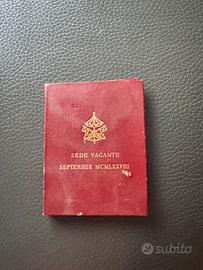 SEDE VACANTE
SEPTEMBER MCMLXXVIII
subito